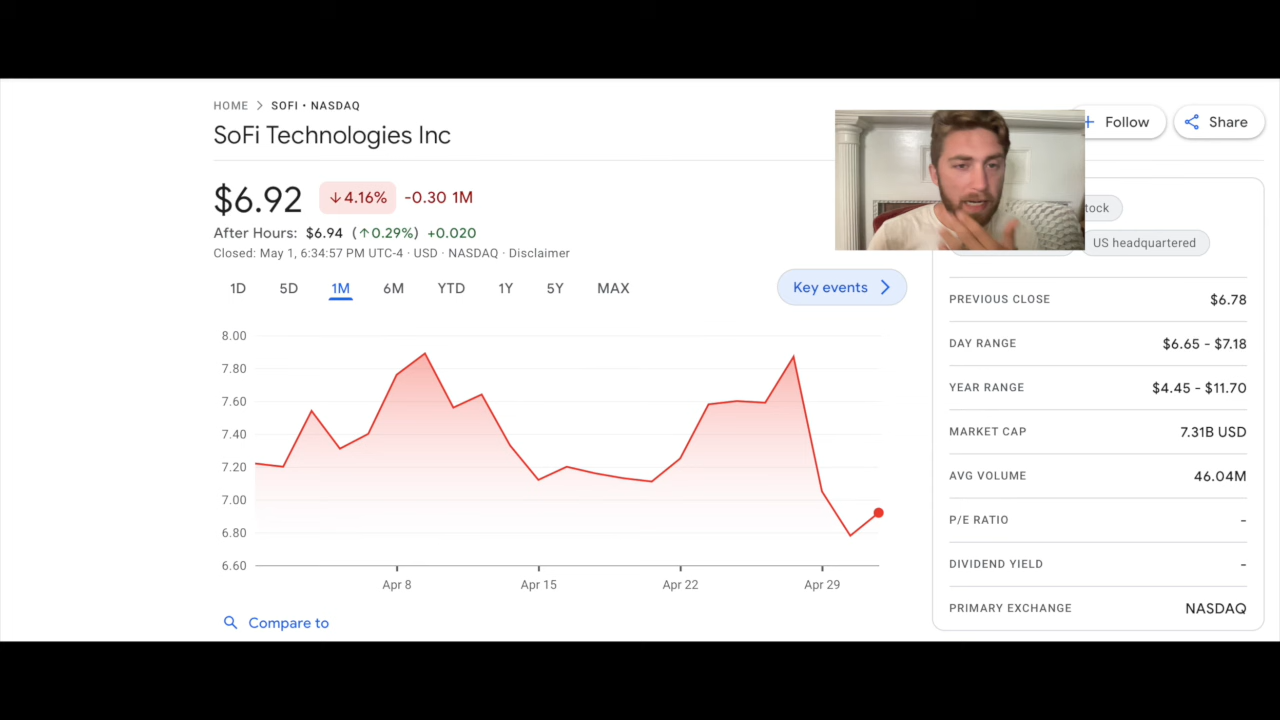 HOME > SOFI • NASDAQ
SoFi Technologies Inc
+ Follow
Share
$6.92 ↓4.16% -0.30 1M
After Hours: $6.94 (↑0.29%) +0.020
Closed: May 1, 6:34:57 PM UTC-4 · USD · NASDAQ · Disclaimer
1D 5D 1M 6M YTD 1Y 5Y MAX
Key events >
8.00
7.80
7.60
7.40
7.20
7.00
6.80
6.60
Apr 8 Apr 15 Apr 22 Apr 29
Compare to
tock
US headquartered
PREVIOUS CLOSE $6.78
DAY RANGE $6.65 - $7.18
YEAR RANGE $4.45 - $11.70
MARKET CAP 7.31B USD
AVG VOLUME 46.04M
P/E RATIO -
DIVIDEND YIELD -
PRIMARY EXCHANGE NASDAQ